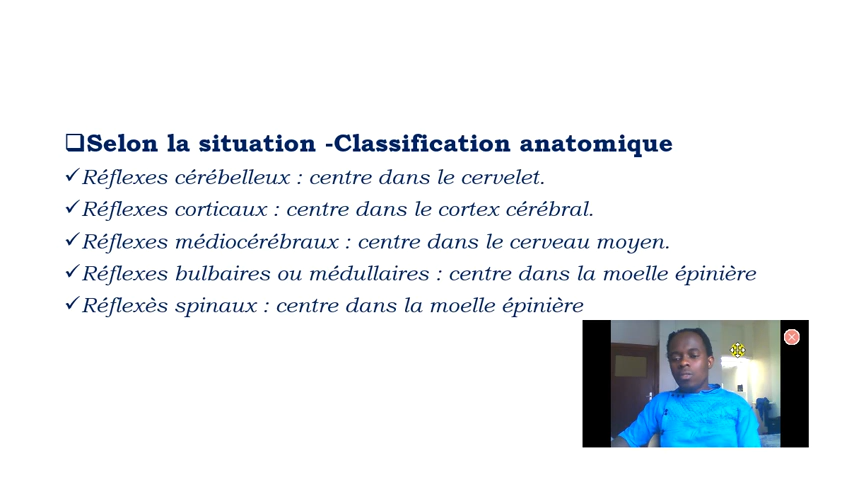 Selon la situation -Classification anatomique
Réflexes cérébelleux : centre dans le cervelet.
Réflexes corticaux : centre dans le cortex cérébral.
Réflexes médiocérébraux : centre dans le cerveau moyen.
Réflexes bulbaires ou médullaires : centre dans la moelle épinière
Réflexès spinaux : centre dans la moelle épinière